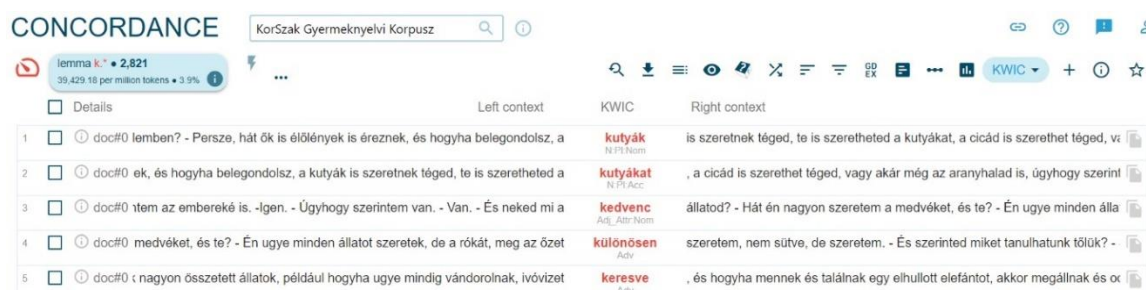 CONCORDANCE
KorSzak Gyermeknyelvi Korpusz
lemma k.* • 2,821
39,429.18 per million tokens • 3.9%
GD EX
KWIC
Details Left context KWIC Right context
1 doc#0 lemben? - Persze, hát ők is élőlények is éreznek, és hogyha belegondolsz, a kutyák is szeretnek téged, te is szeretheted a kutyákat, a cicád is szerethet téged,
N:Pl:Nom
2 doc#0 ek, és hogyha belegondolsz, a kutyák is szeretnek téged, te is szeretheted a kutyákat , a cicád is szerethet téged, vagy akár még az aranyhalad is, úgyhogy szerint
N:Pl:Acc
3 doc#0 ntem az embereké is. -Igen. - Úgyhogy szerintem van. - Van. - És neked mi a kedvenc állatod? - Hát én nagyon szeretem a medvéket, és te? - Én ugye minden álla
Adj_Attr:Nom
4 doc#0 medvéket, és te? - Én ugye minden állatot szeretek, de a rókát, meg az őzet különösen szeretem, nem sütve, de szeretem. - És szerinted miket tanulhatunk tőlük? -
Adv
5 doc#0 nagyon összetett állatok, például hogyha ugye mindig vándorolnak, ivóvizet keresve , és hogyha mennek és találnak egy elhullott elefántot, akkor megállnak és